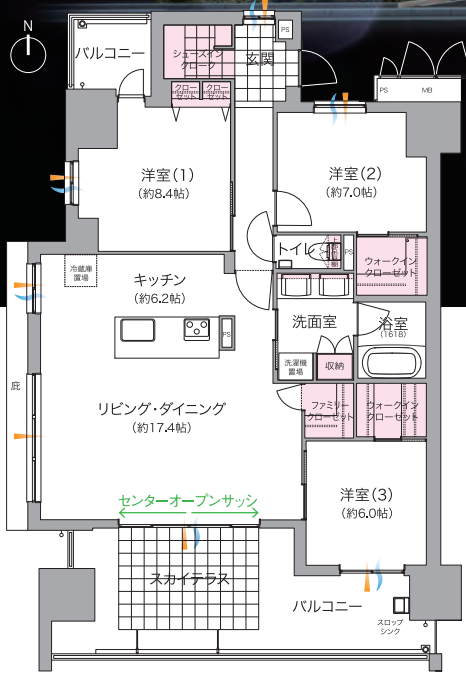 N
バルコニー
シューズイン
クローク
玄関
PS
クロー
ゼット
クロー
ゼット
PS
MB
洋室(1)
(約8.4帖)
洋室(2)
(約7.0帖)
トイレ
PS
ウォークイン
クローゼット
冷蔵庫
置場
キッチン
(約6.2帖)
PS
洗面室
浴室
(1618)
洗濯機
置場
収納
庇
リビング・ダイニング
(約17.4帖)
ファミリー
クローゼット
ウォークイン
クローゼット
洋室(3)
(約6.0帖)
センターオープンサッシ
スカイテラス
バルコニー
スロップ
シンク